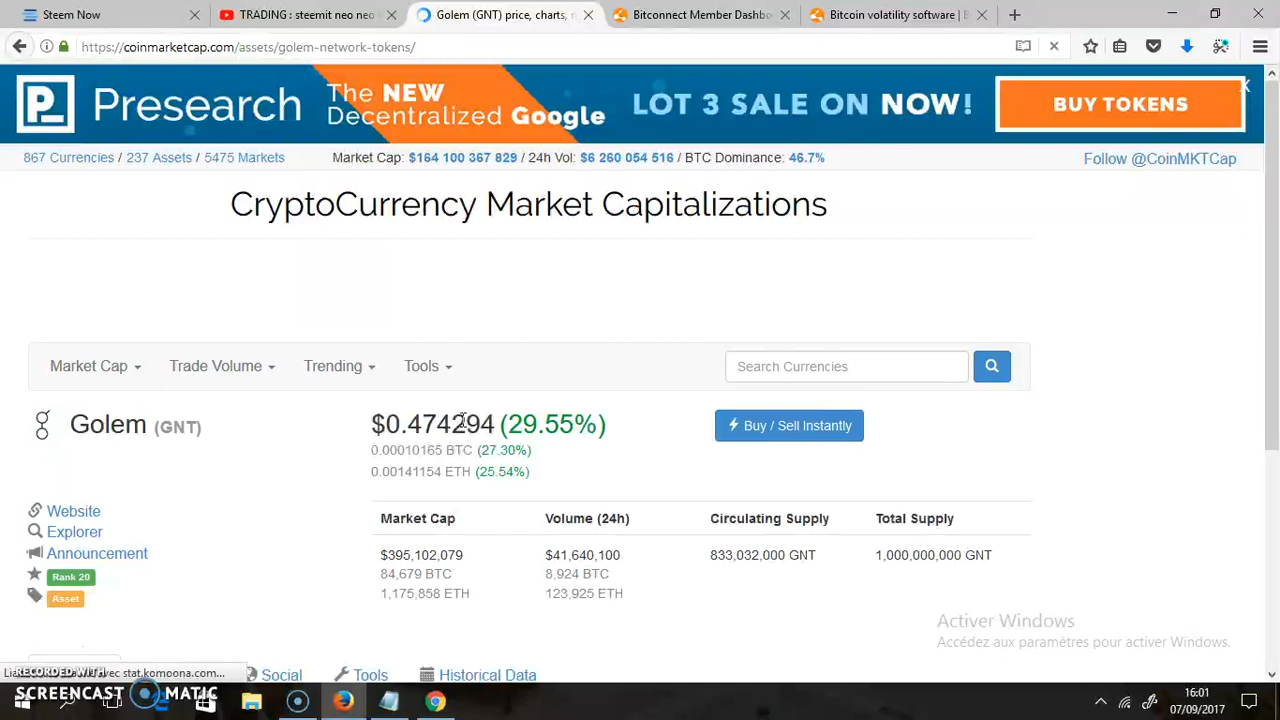 Steem Now
TRADING : steemit neo neo
Golem (GNT) price, charts,
Bitconnect Member Dashbo
Bitcoin volatility software | B
https://coinmarketcap.com/assets/golem-network-tokens/
Presearch
The NEW
Decentralized Google
LOT 3 SALE ON NOW!
BUY TOKENS
X
867 Currencies / 237 Assets / 5475 Markets
Market Cap: $164 100 367 829 / 24h Vol: $6 260 054 516 / BTC Dominance: 46.7%
Follow @CoinMKTCap
CryptoCurrency Market Capitalizations
Market Cap
Trade Volume
Trending
Tools
Search Currencies
Golem (GNT)
$0.474294 (29.55%)
0.00010165 BTC (27.30%)
0.00141154 ETH (25.54%)
Buy / Sell Instantly
Website
Explorer
Announcement
Rank 20
Asset
Market Cap Volume (24h) Circulating Supply Total Supply
$395,102,079 $41,640,100 833,032,000 GNT 1,000,000,000 GNT
84,679 BTC 8,924 BTC
1,175,858 ETH 123,925 ETH
Activer Windows
Accédez aux paramètres pour activer Windows.
Social
Tools
Historical Data
avec stat.komoona.com...
RECORDED WITH
SCREENCAST MATIC
16:01
07/09/2017